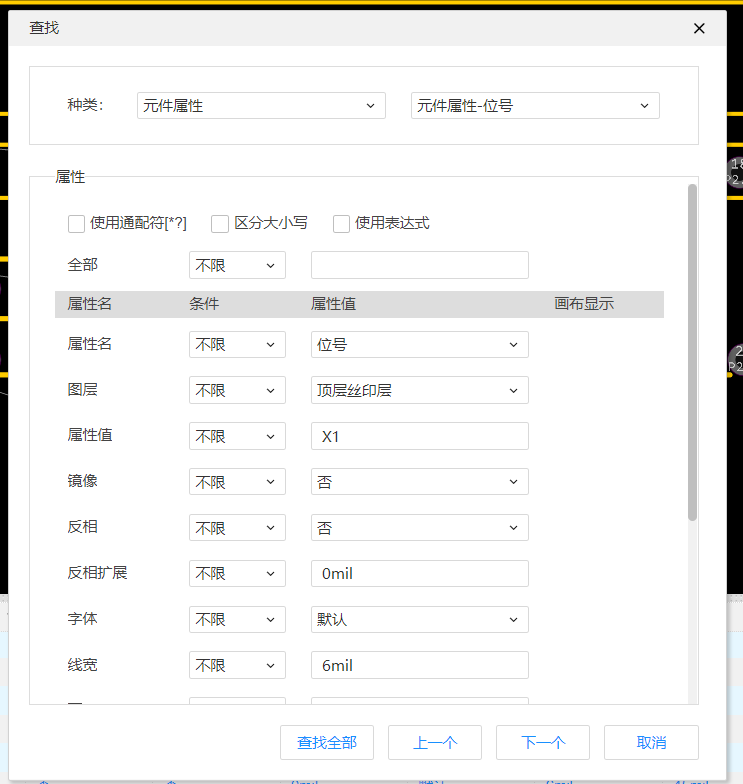 查找
种类: 元件属性 元件属性-位号
属性
使用通配符[*?] 区分大小写 使用表达式
全部 不限
属性名 条件 属性值 画布显示
属性名 不限 位号
图层 不限 顶层丝印层
属性值 不限 X1
镜像 不限 否
反相 不限 否
反相扩展 不限 0mil
字体 不限 默认
线宽 不限 6mil
查找全部 上一个 下一个 取消